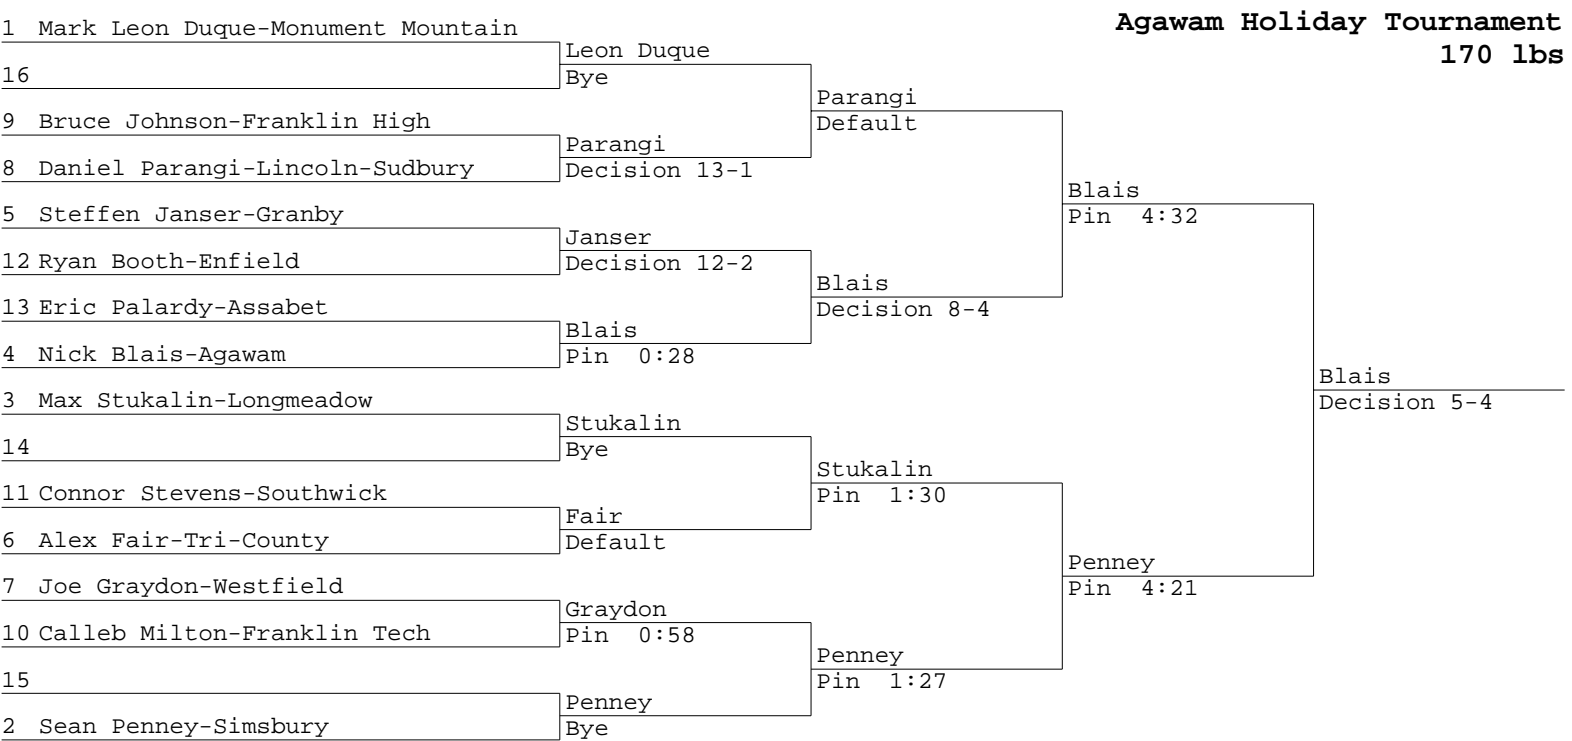 Agawam Holiday Tournament
170 lbs
1 Mark Leon Duque-Monument Mountain
16
9 Bruce Johnson-Franklin High
8 Daniel Parangi-Lincoln-Sudbury
5 Steffen Janser-Granby
12 Ryan Booth-Enfield
13 Eric Palardy-Assabet
4 Nick Blais-Agawam
3 Max Stukalin-Longmeadow
14
11 Connor Stevens-Southwick
6 Alex Fair-Tri-County
7 Joe Graydon-Westfield
10 Calleb Milton-Franklin Tech
15
2 Sean Penney-Simsbury
Leon Duque
Bye
Parangi
Decision 13-1
Janser
Decision 12-2
Blais
Pin 0:28
Stukalin
Bye
Fair
Default
Graydon
Pin 0:58
Penney
Bye
Parangi
Default
Blais
Decision 8-4
Stukalin
Pin 1:30
Penney
Pin 1:27
Blais
Pin 4:32
Penney
Pin 4:21
Blais
Decision 5-4